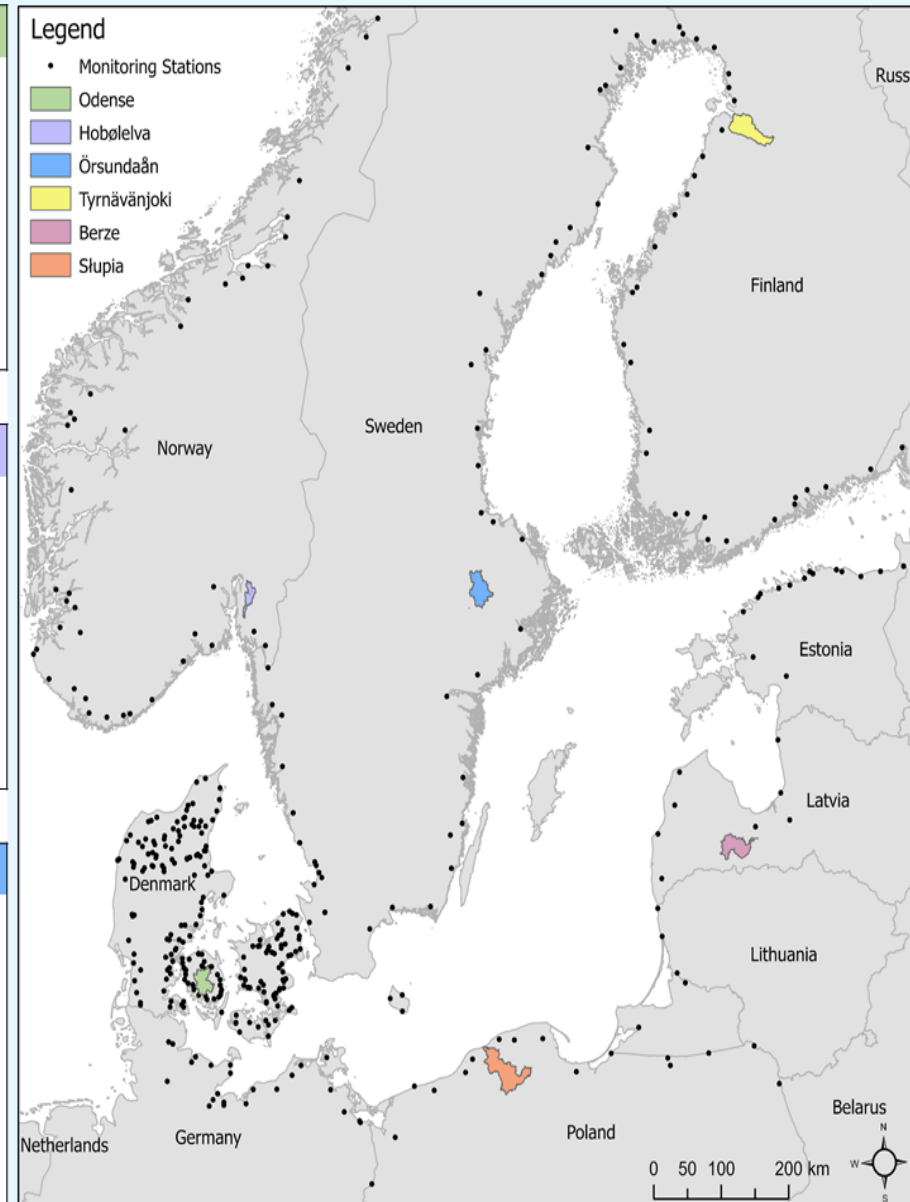 Legend
Monitoring Stations
Odense
Hobølelva
Örsundaån
Tyrnävänjoki
Berze
Słupia
Russ
Finland
Sweden
Norway
Estonia
Latvia
Denmark
Lithuania
Belarus
Netherlands
Germany
Poland
N
W
S
0 50 100 200 km